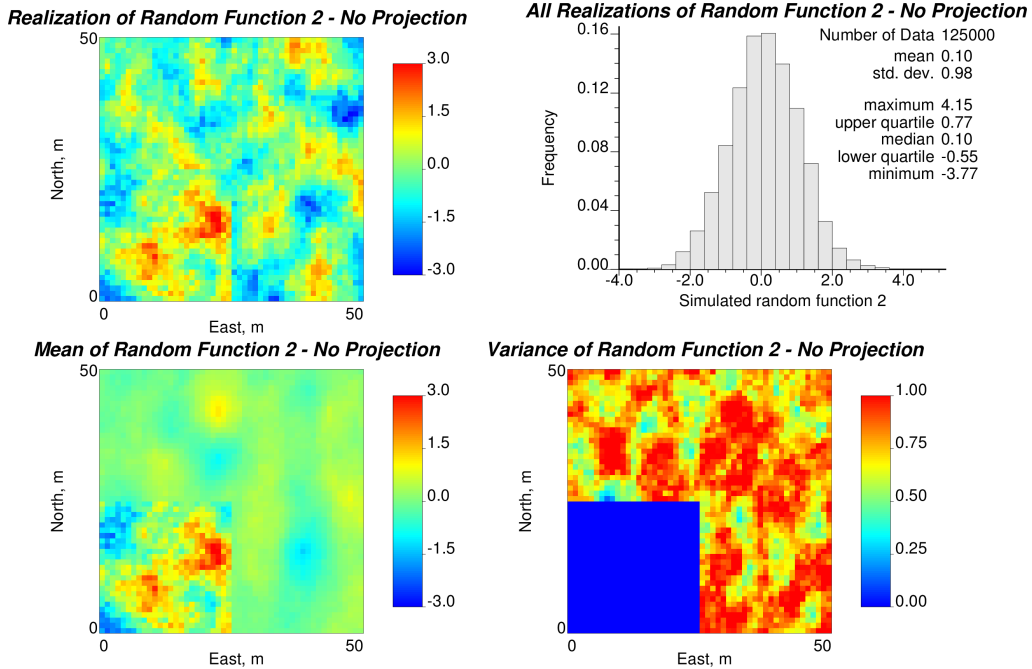 Realization of Random Function 2 - No Projection
50
North, m
0
0
East, m
50
3.0
1.5
0.0
-1.5
-3.0
All Realizations of Random Function 2 - No Projection
Number of Data 125000
mean 0.10
std. dev. 0.98
maximum 4.15
upper quartile 0.77
median 0.10
lower quartile -0.55
minimum -3.77
Frequency
0.16
0.12
0.08
0.04
0.00
-4.0 -2.0 0.0 2.0 4.0
Simulated random function 2
Mean of Random Function 2 - No Projection
50
North, m
0
0
East, m
50
3.0
1.5
0.0
-1.5
-3.0
Variance of Random Function 2 - No Projection
50
North, m
0
0
East, m
50
1.00
0.75
0.50
0.25
0.00